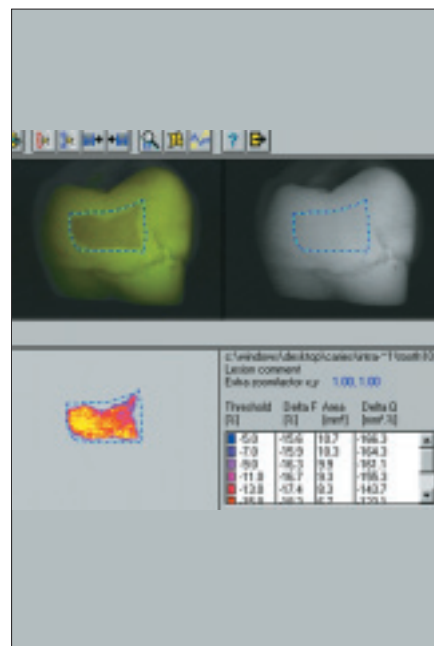 ?
c:\windows\desktop\caries\intra-~1\tooth10
Lesion comment
Extra zoomfactor x,y 1.00, 1.00
Threshold Delta F Area Delta Q
[%] [%] [mm²] [mm².%]
-5.0 -15.6 10.7 -166.3
-7.0 -15.9 10.3 -164.3
-9.0 -16.3 9.9
-11.0 -16.7 9.3 -155.3
-13.0 -17.4 8.3 -143.7